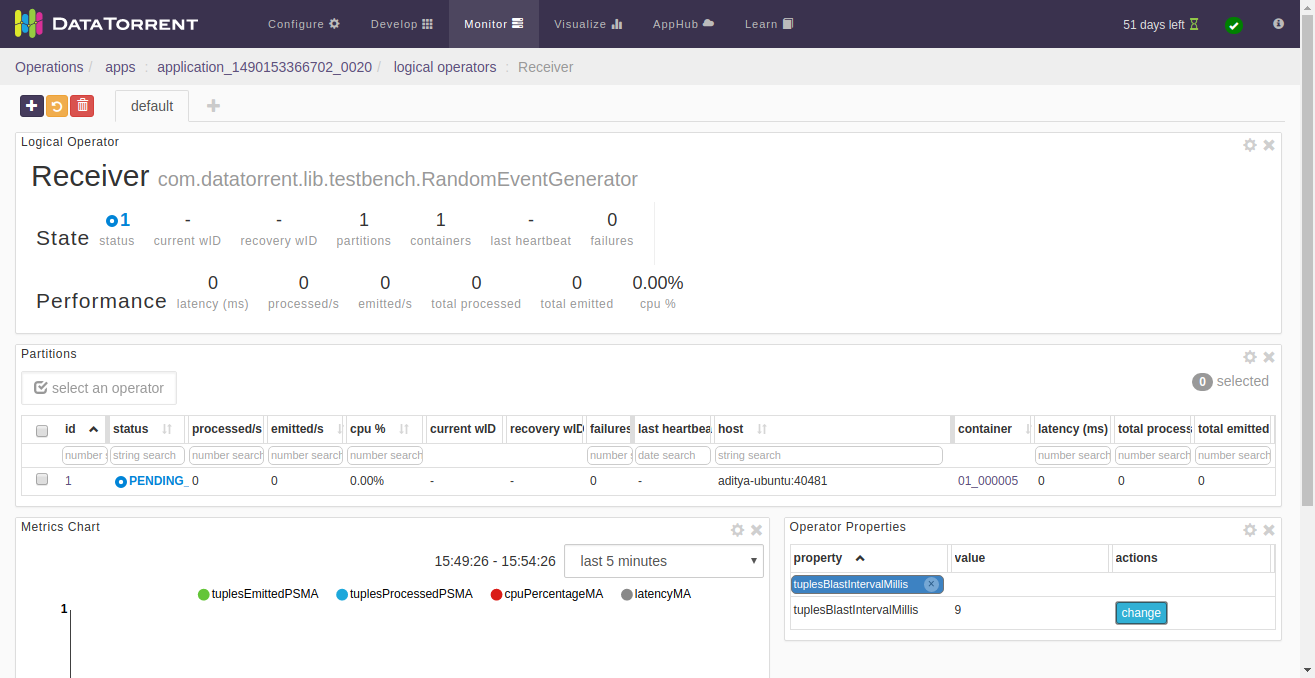 DATATORRENT Configure Develop Monitor Visualize AppHub Learn 51 days left
Operations / apps : application_1490153366702_0020 / logical operators : Receiver
default
Logical Operator
Receiver com.datatorrent.lib.testbench.RandomEventGenerator
State
1 - - 1 1 - 0
status current wID recovery wID partitions containers last heartbeat failures
Performance
0 0 0 0 0 0.00%
latency (ms) processed/s emitted/s total processed total emitted cpu %
Partitions
select an operator
0 selected
id status processed/s emitted/s cpu % current wID recovery wID failures last heartbea host container latency (ms) total process total emitted
number s string search number search number search number search number s date search string search number search number search number search
1 PENDING_ 0 0 0.00% - - 0 - aditya-ubuntu:40481 01_000005 0 0 0
Metrics Chart
15:49:26 - 15:54:26 last 5 minutes
tuplesEmittedPSMA tuplesProcessedPSMA cpuPercentageMA latencyMA
1
Operator Properties
property value actions
tuplesBlastIntervalMillis
tuplesBlastIntervalMillis 9 change